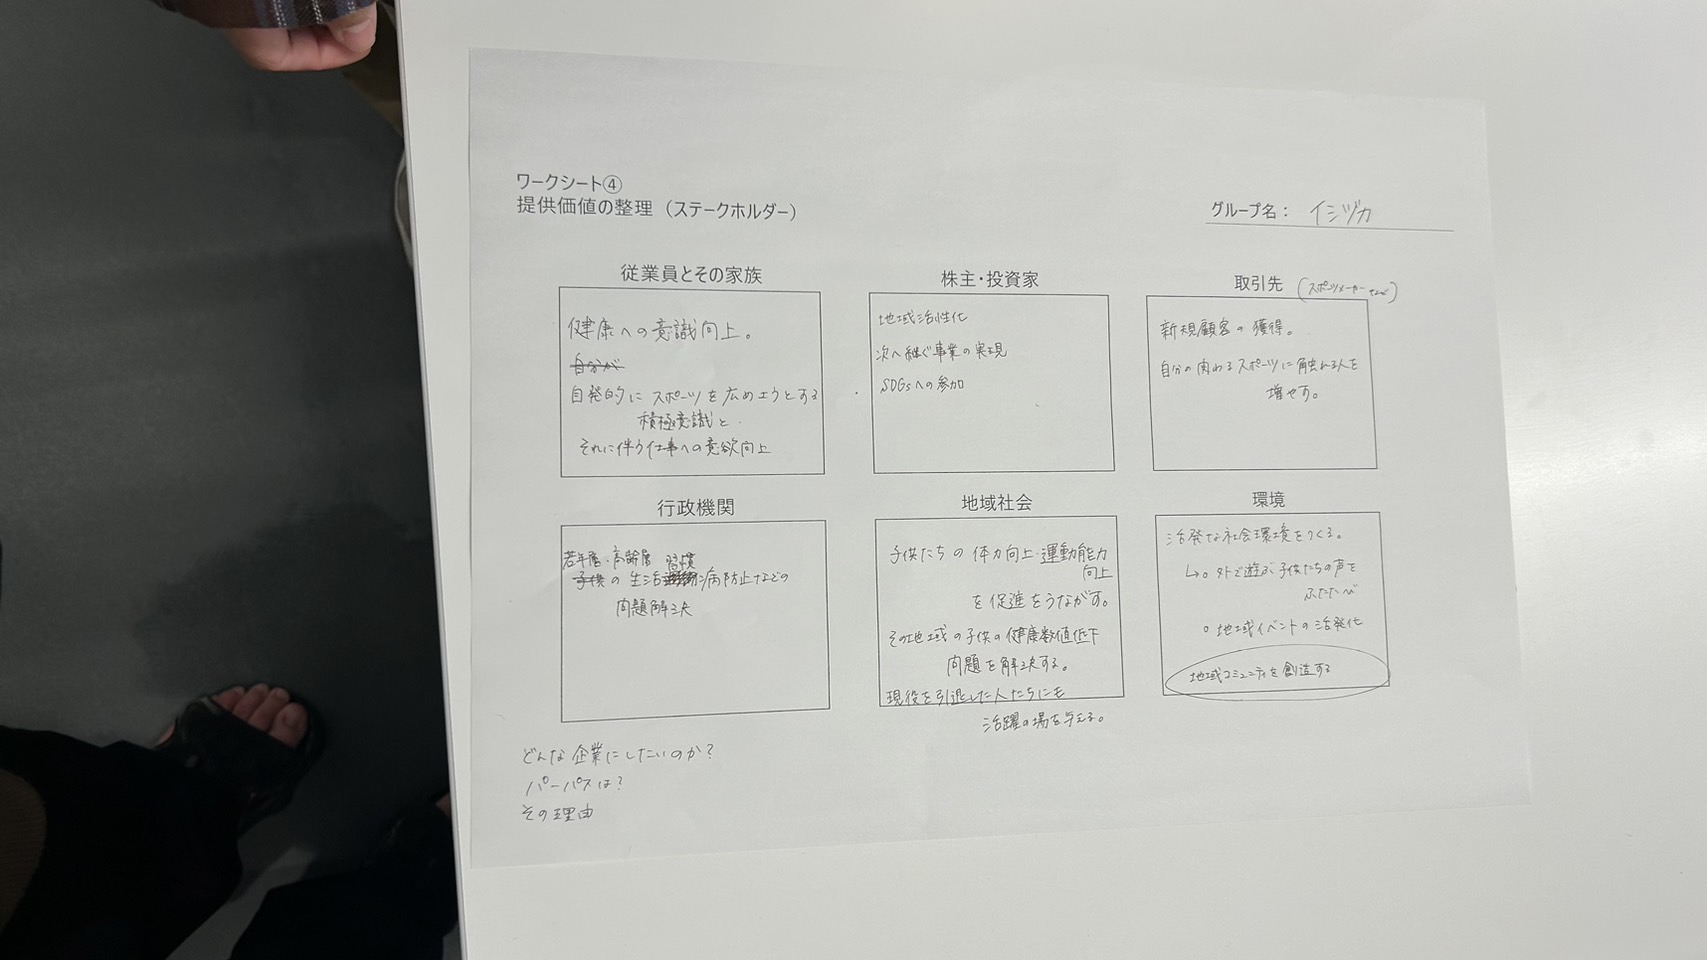 ワークシート④
提供価値の整理（ステークホルダー）
グループ名： イシヅカ
従業員とその家族
健康への意識向上。
自分が
自発的にスポーツを広めようとする
積極意識と
それに伴う仕事への意欲向上
株主・投資家
地域活性化
次へ継ぐ事業の実現
SDGsへの参加
取引先 (スポーツメーカーなど)
新規顧客の獲得。
自分の関わるスポーツに触れる人を
増やす。
行政機関
若年層・高齢層 習慣
子供の生活病防止などの
問題解決
地域社会
子供たちの体力向上・運動能力
向上
を促進をうながす。
その地域の子供の健康数値低下
問題を解決する。
現役を引退した人たちにも
活躍の場を与える。
環境
活発な社会環境をつくる。
↳○外で遊ぶ子供たちの声を
ふたたび
○地域イベントの活発化
地域コミュニティを創造する
どんな企業にしたいのか？
パーパスは？
その理由